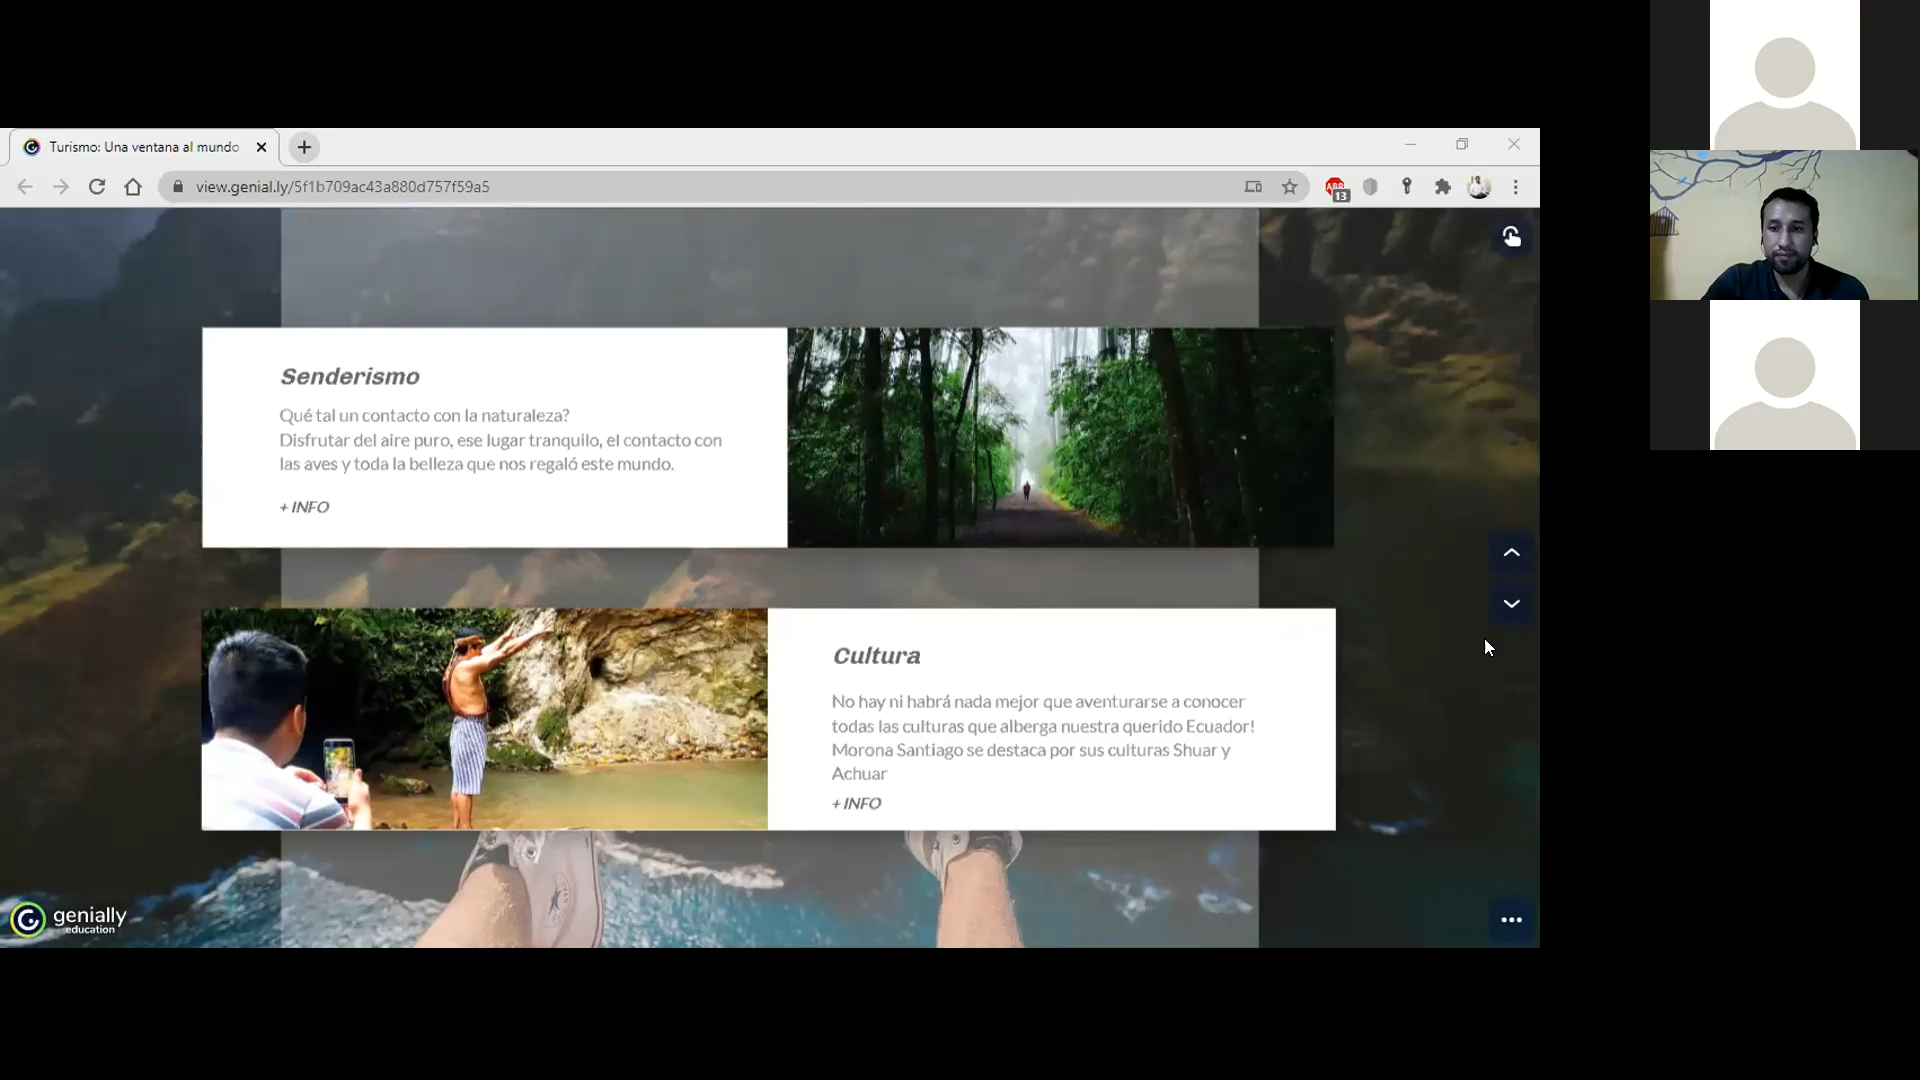 Turismo: Una ventana al mundo
view.genial.ly/5f1b709ac43a880d757f59a5
ABP
13
Senderismo
Qué tal un contacto con la naturaleza?
Disfrutar del aire puro, ese lugar tranquilo, el contacto con
las aves y toda la belleza que nos regaló este mundo.
+ INFO
Cultura
No hay ni habrá nada mejor que aventurarse a conocer
todas las culturas que alberga nuestra querido Ecuador!
Morona Santiago se destaca por sus culturas Shuar y
Achuar
+ INFO
genially
education